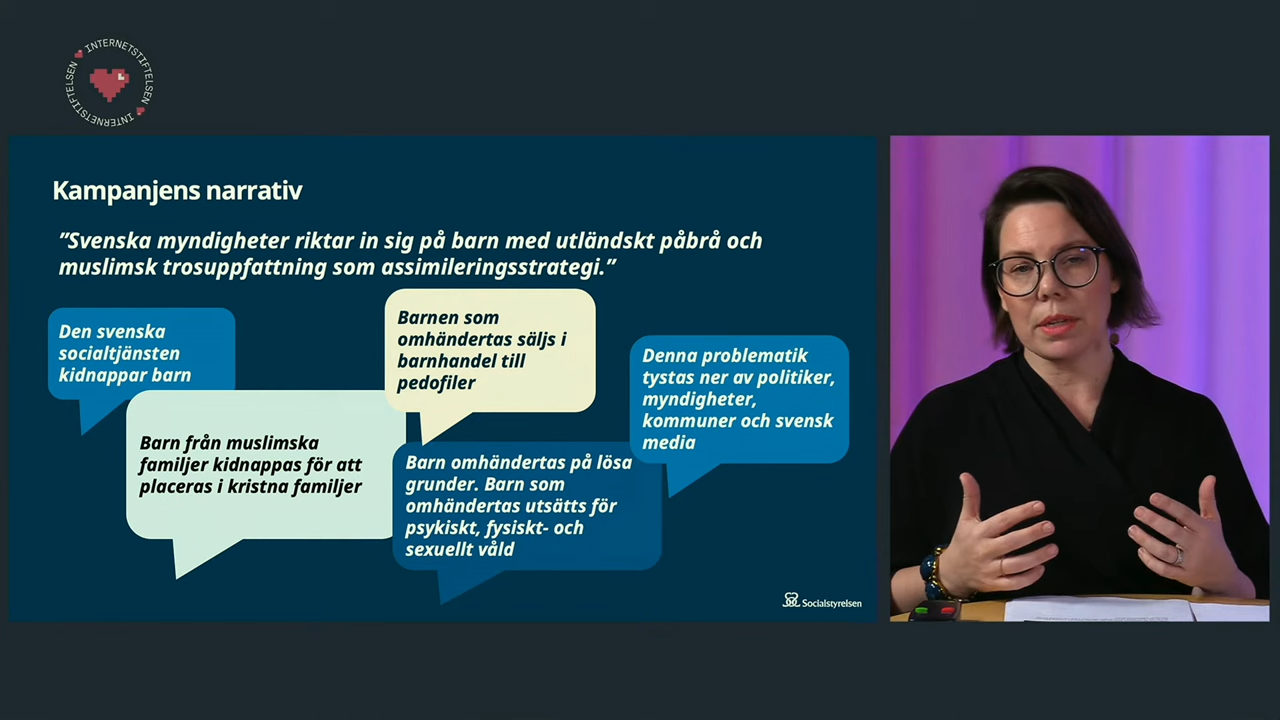 INTERNETSTIFTELSEN
INTERNETSTIFTELSEN
Kampanjens narrativ
”Svenska myndigheter riktar in sig på barn med utländskt påbrå och
muslimsk trosuppfattning som assimileringsstrategi.”
Den svenska
socialtjänsten
kidnappar barn
Barn från muslimska
familjer kidnappas för att
placeras i kristna familjer
Barnen som
omhändertas säljs i
barnhandel till
pedofiler
Barn omhändertas på lösa
grunder. Barn som
omhändertas utsätts för
psykiskt, fysiskt- och
sexuellt våld
Denna problematik
tystas ner av politiker,
myndigheter,
kommuner och svensk
media
Socialstyrelsen